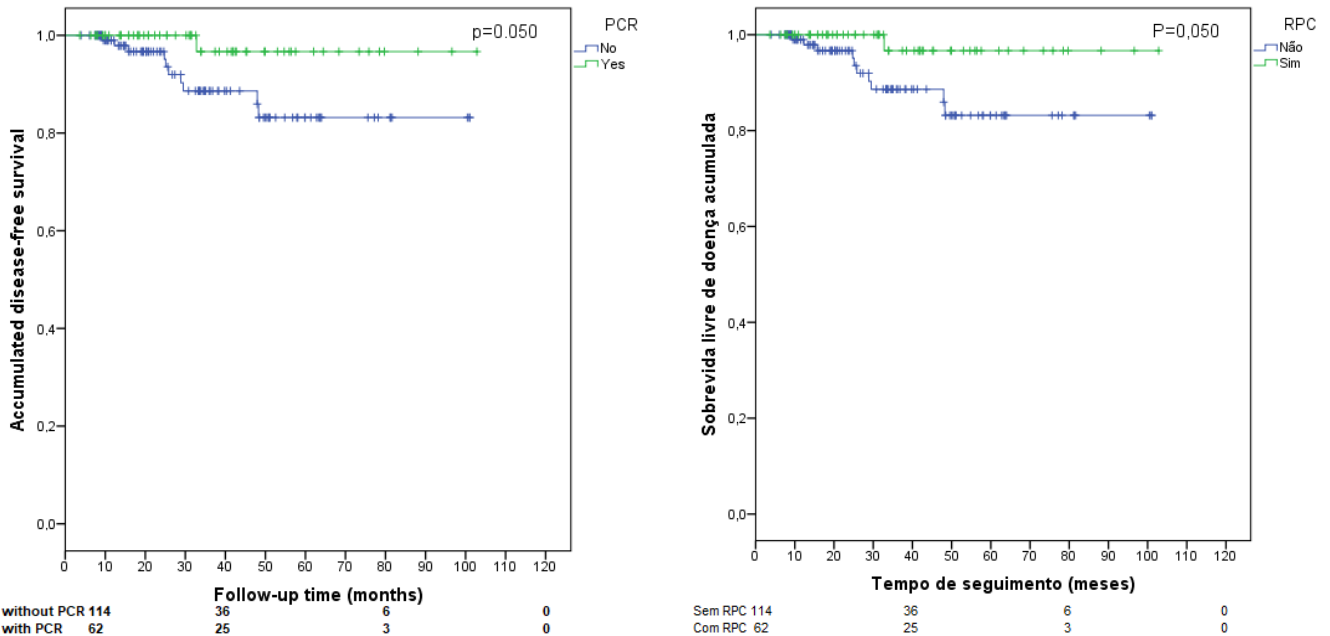 p=0.050
PCR
No
Yes
1,0
0,8
0,6
0,4
0,2
0,0
Accumulated disease-free survival
0 10 20 30 40 50 60 70 80 90 100 110 120
Follow-up time (months)
without PCR 114 36 6 0
with PCR 62 25 3 0
P=0,050
RPC
Não
Sim
1,0
0,8
0,6
0,4
0,2
0,0
Sobrevida livre de doença acumulada
0 10 20 30 40 50 60 70 80 90 100 110 120
Tempo de seguimento (meses)
Sem RPC 114 36 6 0
Com RPC 62 25 3 0